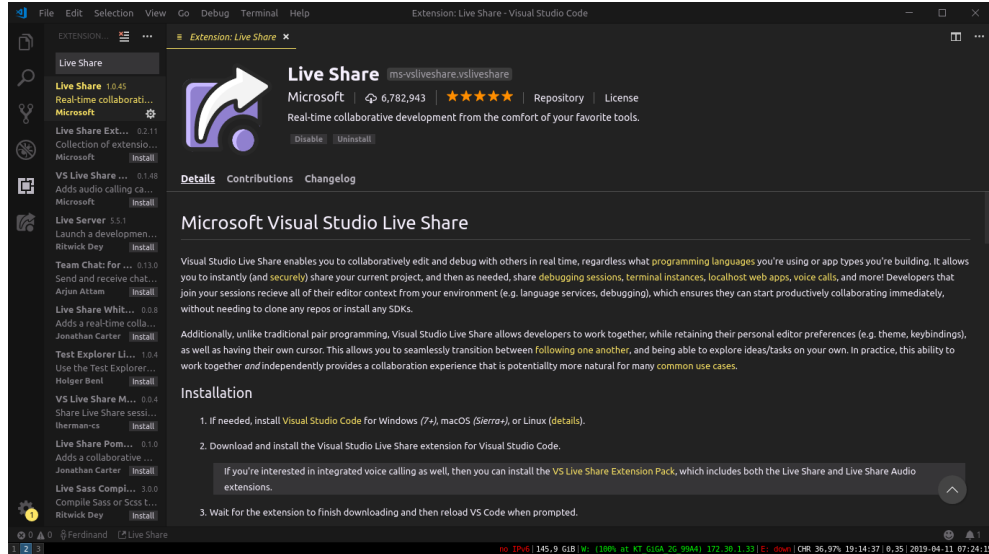 File Edit Selection View Go Debug Terminal Help
Extension: Live Share - Visual Studio Code
EXTENSION...
Live Share
Live Share 1.0.45
Real-time collaborati...
Microsoft
Live Share Ext... 0.2.11
Collection of extensio...
Microsoft Install
VS Live Share ... 0.1.48
Adds audio calling ca...
Microsoft Install
Live Server 5.5.1
Launch a developmen...
Ritwick Dey Install
Team Chat: for ... 0.13.0
Send and receive chat...
Arjun Attam Install
Live Share Whit... 0.0.8
Adds a real-time colla...
Jonathan Carter Install
Test Explorer Li... 1.0.4
Use the Test Explorer...
Holger Benl Install
VS Live Share M... 0.0.4
Share Live Share sessi...
lherman-cs Install
Live Share Pom... 0.1.0
Adds a collaborative ...
Jonathan Carter Install
Live Sass Compi... 3.0.0
Compile Sass or Scss t...
Ritwick Dey Install
Extension: Live Share
Live Share ms-vsliveshare.vsliveshare
Microsoft 6,782,943 Repository License
Real-time collaborative development from the comfort of your favorite tools.
Disable Uninstall
Details Contributions Changelog
Microsoft Visual Studio Live Share
Visual Studio Live Share enables you to collaboratively edit and debug with others in real time, regardless what programming languages you're using or app types you're building. It allows
you to instantly (and securely) share your current project, and then as needed, share debugging sessions, terminal instances, localhost web apps, voice calls, and more! Developers that
join your sessions recieve all of their editor context from your environment (e.g. language services, debugging), which ensures they can start productively collaborating immediately,
without needing to clone any repos or install any SDKs.
Additionally, unlike traditional pair programming, Visual Studio Live Share allows developers to work together, while retaining their personal editor preferences (e.g. theme, keybindings),
as well as having their own cursor. This allows you to seamlessly transition between following one another, and being able to explore ideas/tasks on your own. In practice, this ability to
work together and independently provides a collaboration experience that is potentiallty more natural for many common use cases.
Installation
1. If needed, install Visual Studio Code for Windows (7+), macOS (Sierra+), or Linux (details).
2. Download and install the Visual Studio Live Share extension for Visual Studio Code.
If you're interested in integrated voice calling as well, then you can install the VS Live Share Extension Pack, which includes both the Live Share and Live Share Audio
extensions.
3. Wait for the extension to finish downloading and then reload VS Code when prompted.
1
0 0 Ferdinand Live Share 1
1 2 3
no IPv6|145,9 GiB|W: (100% at KT_GiGA_2G_99A4) 172.30.1.33|E: down|CHR 36,97% 19:14:37|0.35|2019-04-11 07:24:15